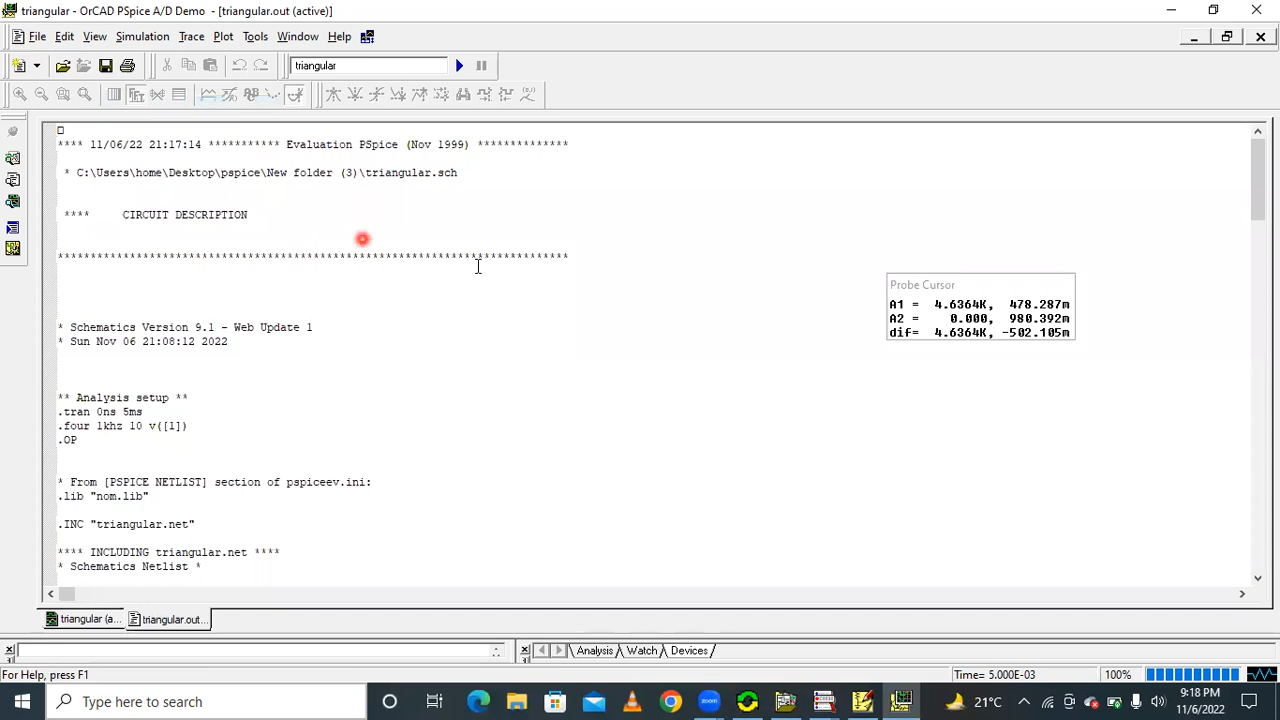 triangular - OrCAD PSpice A/D Demo - [triangular.out (active)]
File Edit View Simulation Trace Plot Tools Window Help
triangular
**** 11/06/22 21:17:14 *********** Evaluation PSpice (Nov 1999) **************
* C:\Users\home\Desktop\pspice\New folder (3)\triangular.sch
**** CIRCUIT DESCRIPTION
******************************************************************************
* Schematics Version 9.1 - Web Update 1
* Sun Nov 06 21:08:12 2022
** Analysis setup **
.tran 0ns 5ms
.four 1khz 10 v([1])
.OP
* From [PSPICE NETLIST] section of pspiceev.ini:
.lib "nom.lib"
.INC "triangular.net"
**** INCLUDING triangular.net ****
* Schematics Netlist *
Probe Cursor
A1 = 4.6364K, 478.287m
A2 = 0.000, 980.392m
dif= 4.6364K, -502.105m
triangular (a... triangular.out...
Analysis Watch Devices
For Help, press F1 Time= 5.000E-03 100%
Type here to search
zoom
21°C
9:18 PM
11/6/2022